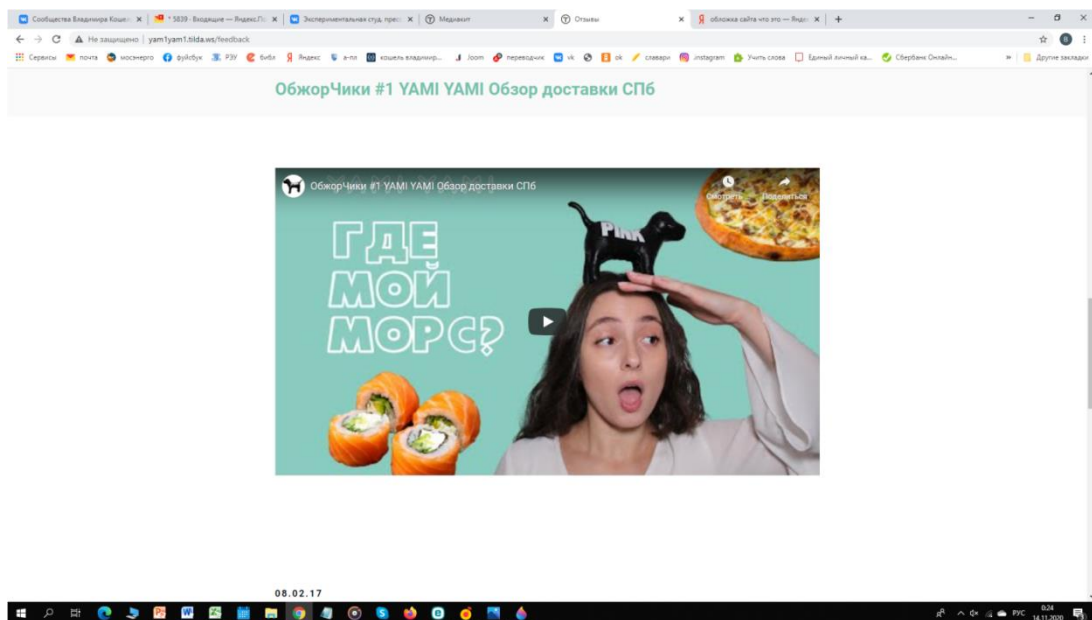 Сообщества Владимира Кошел
* 5839 · Входящие — Яндекс.По
Экспериментальная студ, прес
Медиакит
Отзывы
обложка сайта что это — Янде
Не защищено | yam1yam1.tilda.ws/feedback
Сервисы почта мосэнерго фуйсбук РЭУ биби Яндекс а-пл кошель владимир... Joom переводчик vk ok словари instagram Учить слова Единый личный ка... Сбербанк Онлайн... » Другие закладки
ОбжорЧики #1 YAMI YAMI Обзор доставки СПб
ОбжорЧики #1 YAMI YAMI Обзор доставки СПб
Смотреть... Поделиться
ГДЕ
МОЙ
МОРС?
PINK
08.02.17
РУС
0:24
14.11.2020